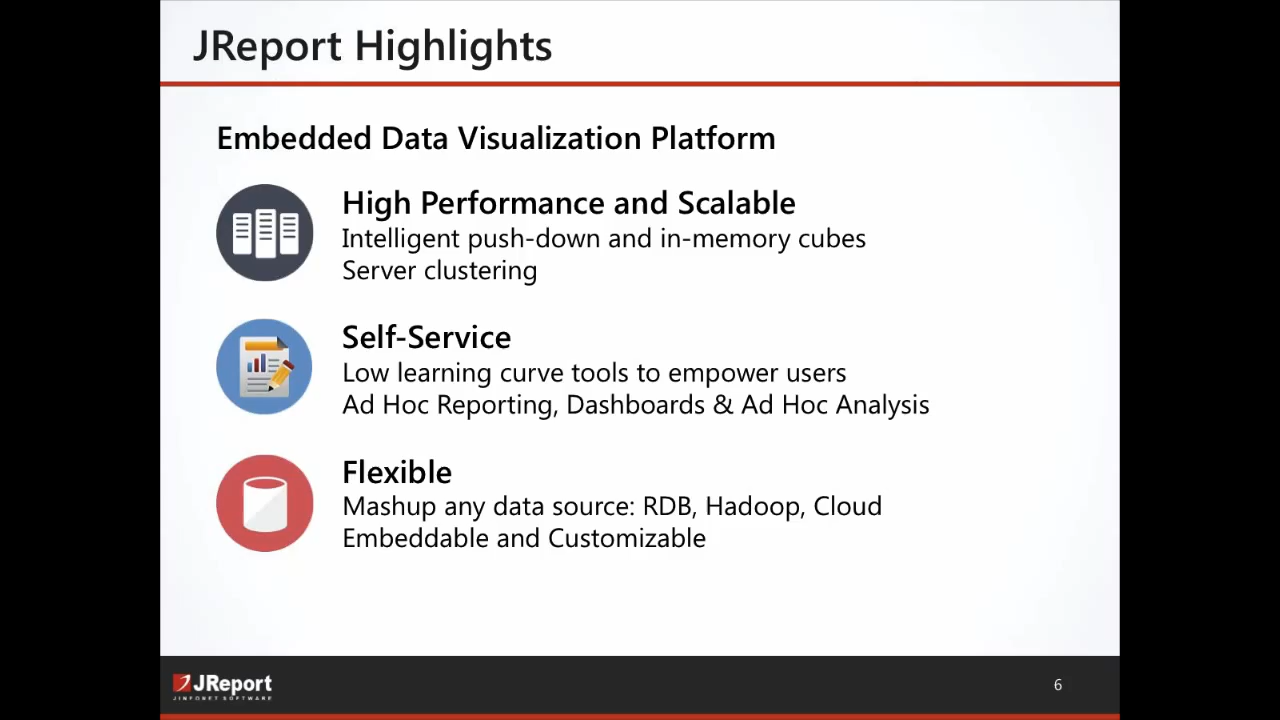 JReport Highlights
Embedded Data Visualization Platform
High Performance and Scalable
Intelligent push-down and in-memory cubes
Server clustering
Self-Service
Low learning curve tools to empower users
Ad Hoc Reporting, Dashboards & Ad Hoc Analysis
Flexible
Mashup any data source: RDB, Hadoop, Cloud
Embeddable and Customizable
JReport
JINFONET SOFTWARE
6